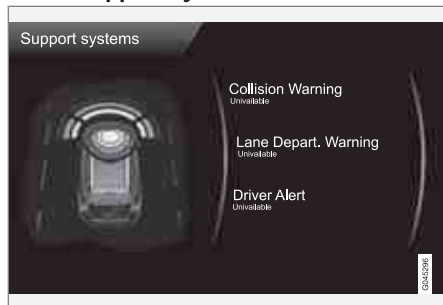 Support systems
Collision Warning
Univailable
Lane Depart. Warning
Univailable
Driver Alert
Univailable
G045296